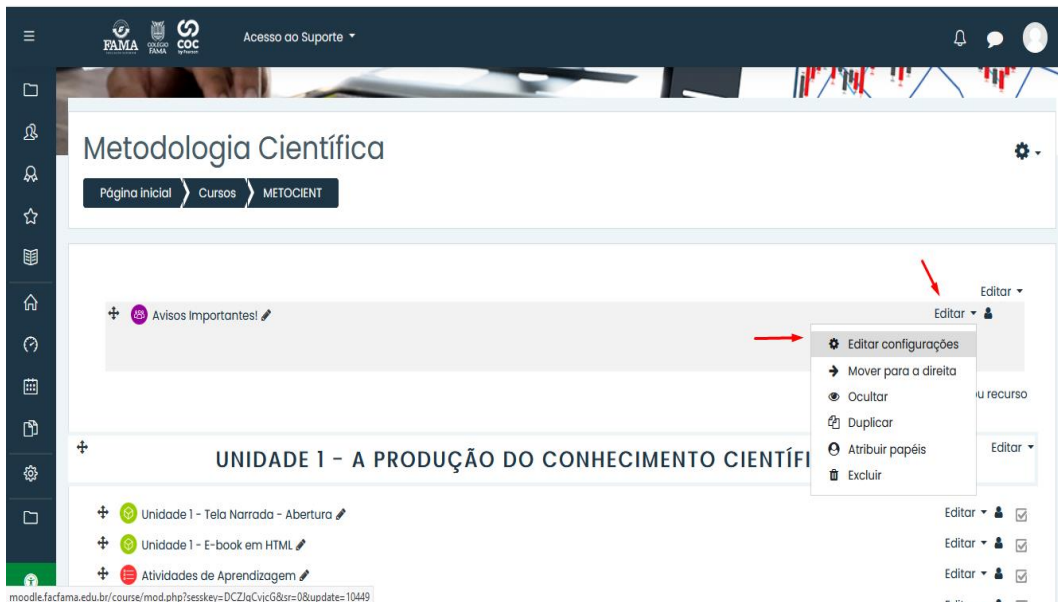 FAMA
COLÉGIO FAMA
COC
by Pearson
Acesso ao Suporte
Metodologia Científica
Página inicial Cursos METOCIENT
Editar
Avisos Importantes! Editar
Editar configurações
Mover para a direita
Ocultar
u recurso
Duplicar
Atribuir papéis
Excluir
UNIDADE 1 - A PRODUÇÃO DO CONHECIMENTO CIENTÍFI Editar
Unidade 1 - Tela Narrada - Abertura Editar
Unidade 1 - E-book em HTML Editar
Atividades de Aprendizagem Editar
moodle.facfama.edu.br/course/mod.php?sesskey=DCZJqCvjcG&sr=0&update=10449